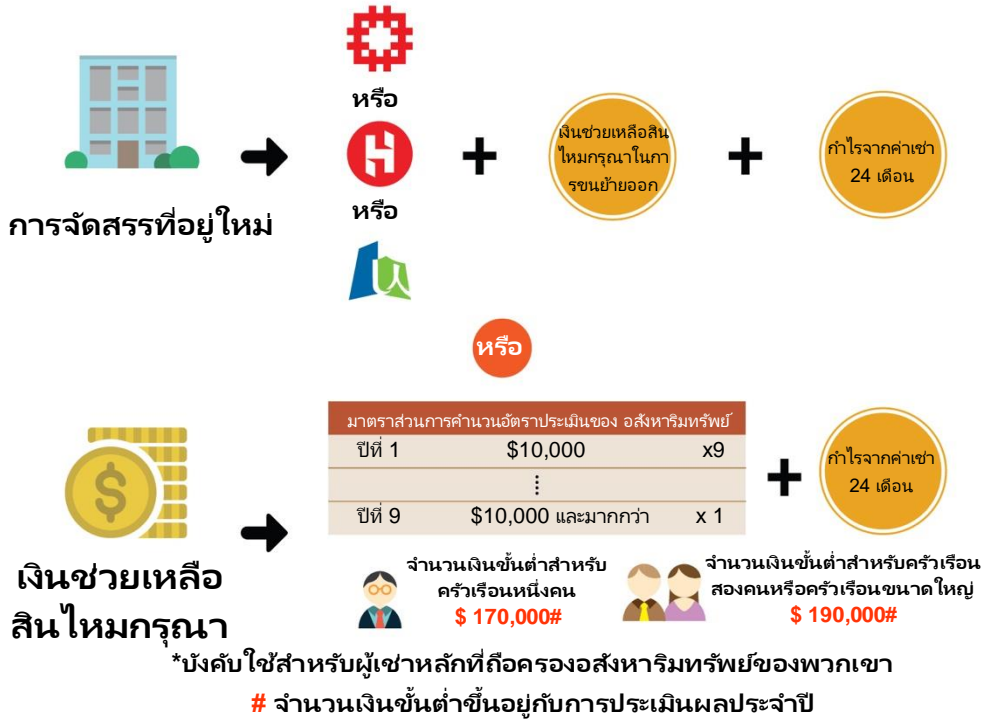 หรือ
หรือ
การจัดสรรที่อยู่ใหม่
เงินช่วยเหลือสิน
ไหมกรุณาในกา
รขนย้ายออก
กำไรจากค่าเช่า
24 เดือน
หรือ
มาตราส่วนการคำนวนอัตราประเมินของ อสังหาริมทรัพย์
ปีที่ 1 $10,000 x9
⋮
ปีที่ 9 $10,000 และมากกว่า x 1
กำไรจากค่าเช่า
24 เดือน
เงินช่วยเหลือ
สินไหมกรุณา
จำนวนเงินขั้นต่ำสำหรับ
ครัวเรือนหนึ่งคน
$ 170,000#
จำนวนเงินขั้นต่ำสำหรับครัวเรือน
สองคนหรือครัวเรือนขนาดใหญ่
$ 190,000#
*บังคับใช้สำหรับผู้เช่าหลักที่ถือครองอสังหาริมทรัพย์ของพวกเขา
# จำนวนเงินขั้นต่ำขึ้นอยู่กับการประเมินผลประจำปี